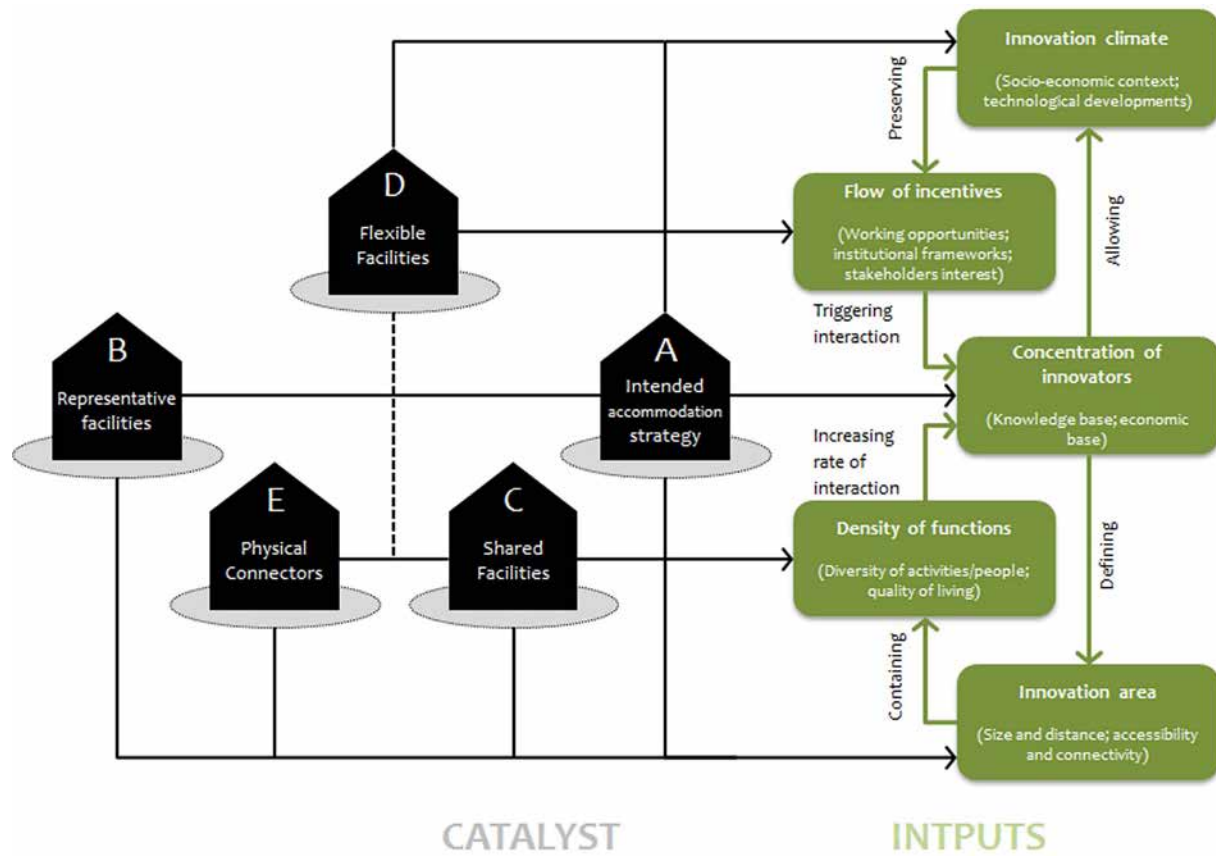 Innovation climate
(Socio-economic context;
technological developments)
Preserving
D
Flexible
Facilities
Flow of incentives
(Working opportunities;
institutional frameworks;
stakeholders interest)
Allowing
Triggering
interaction
B
Representative
facilities
A
Intended
accommodation
strategy
Concentration of
innovators
(Knowledge base; economic
base)
Increasing
rate of
interaction
E
Physical
Connectors
C
Shared
Facilities
Density of functions
(Diversity of activities/people;
quality of living)
Defining
Containing
Innovation area
(Size and distance; accessibility
and connectivity)
CATALYST
INTPUTS